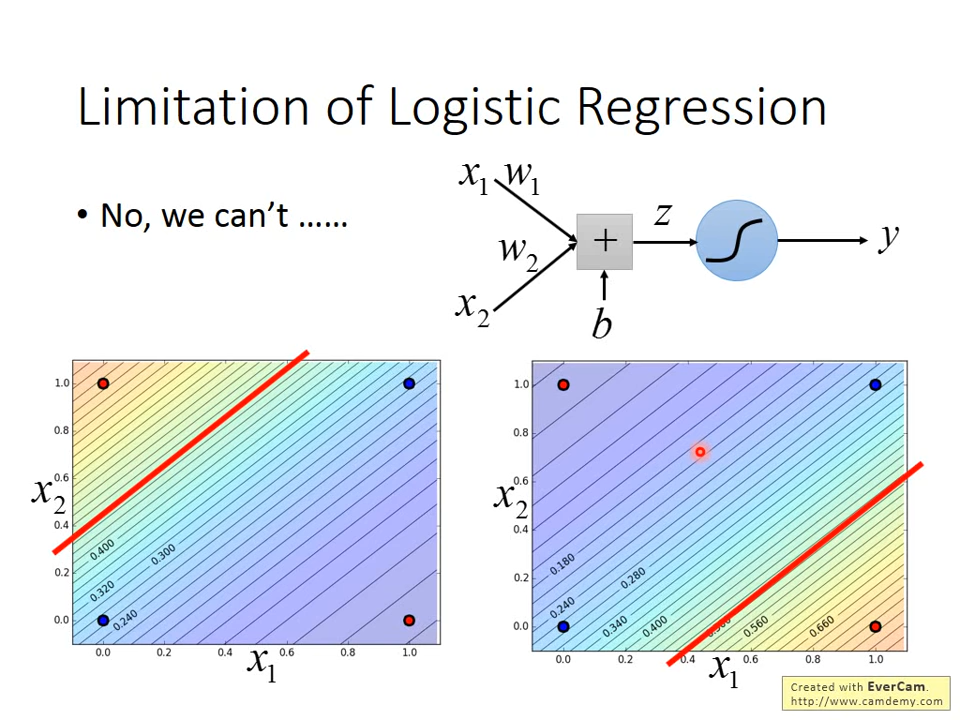 Limitation of Logistic Regression
• No, we can't ……
x₁ w₁
w₂
x₂
+
z
b
y
1.0
0.8
0.6
0.4
0.2
0.0
x₂
0.400
0.300
0.320
0.240
0.0 0.2 0.4 0.6 0.8 1.0
x₁
1.0
0.8
0.6
0.4
0.2
0.0
x₂
0.180
0.280
0.240
0.340
0.400
0.560
0.660
0.0 0.2 0.4 0.6 0.8 1.0
x₁
Created with EverCam.
http://www.camdemy.com